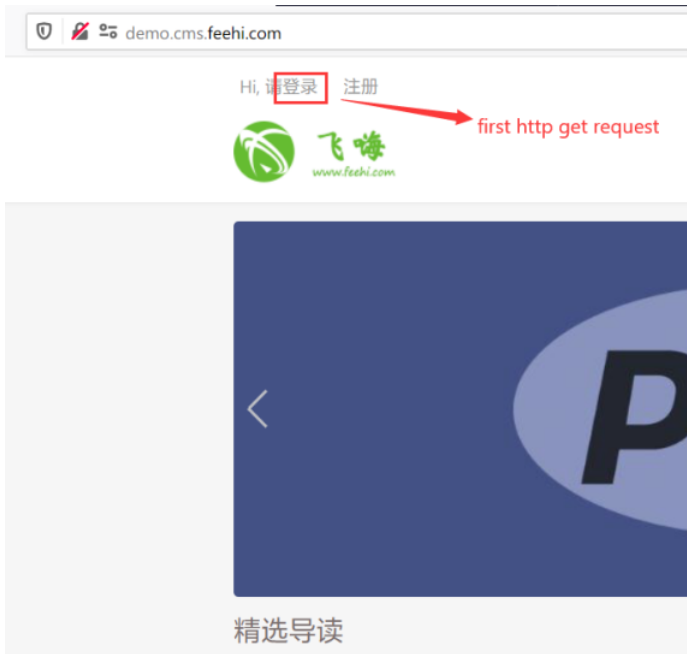 demo.cms.feehi.com
Hi, 请登录 注册
first http get request
飞嗨
www.feehi.com
P
精选导读